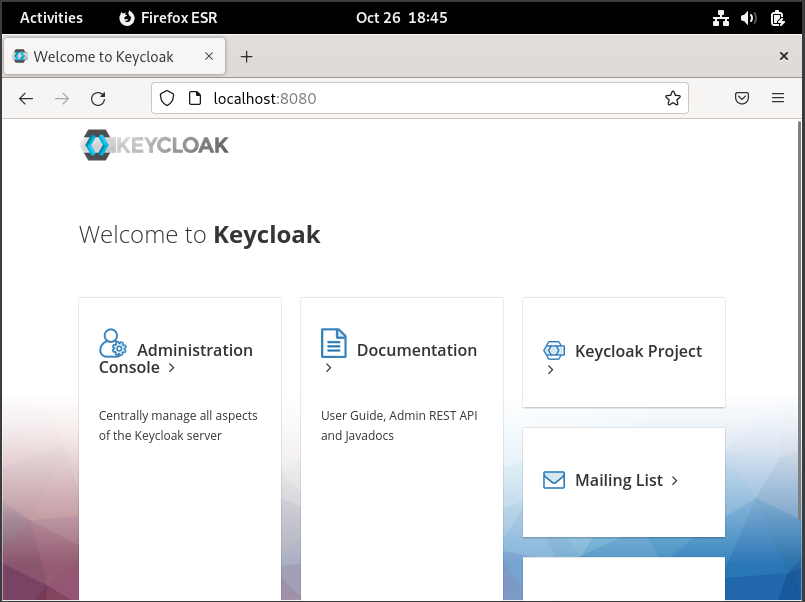 Activities
Firefox ESR
Oct 26 18:45
Welcome to Keycloak
localhost:8080
KEYCLOAK
Welcome to Keycloak
Administration
Console
Centrally manage all aspects
of the Keycloak server
Documentation
User Guide, Admin REST API
and Javadocs
Keycloak Project
Mailing List